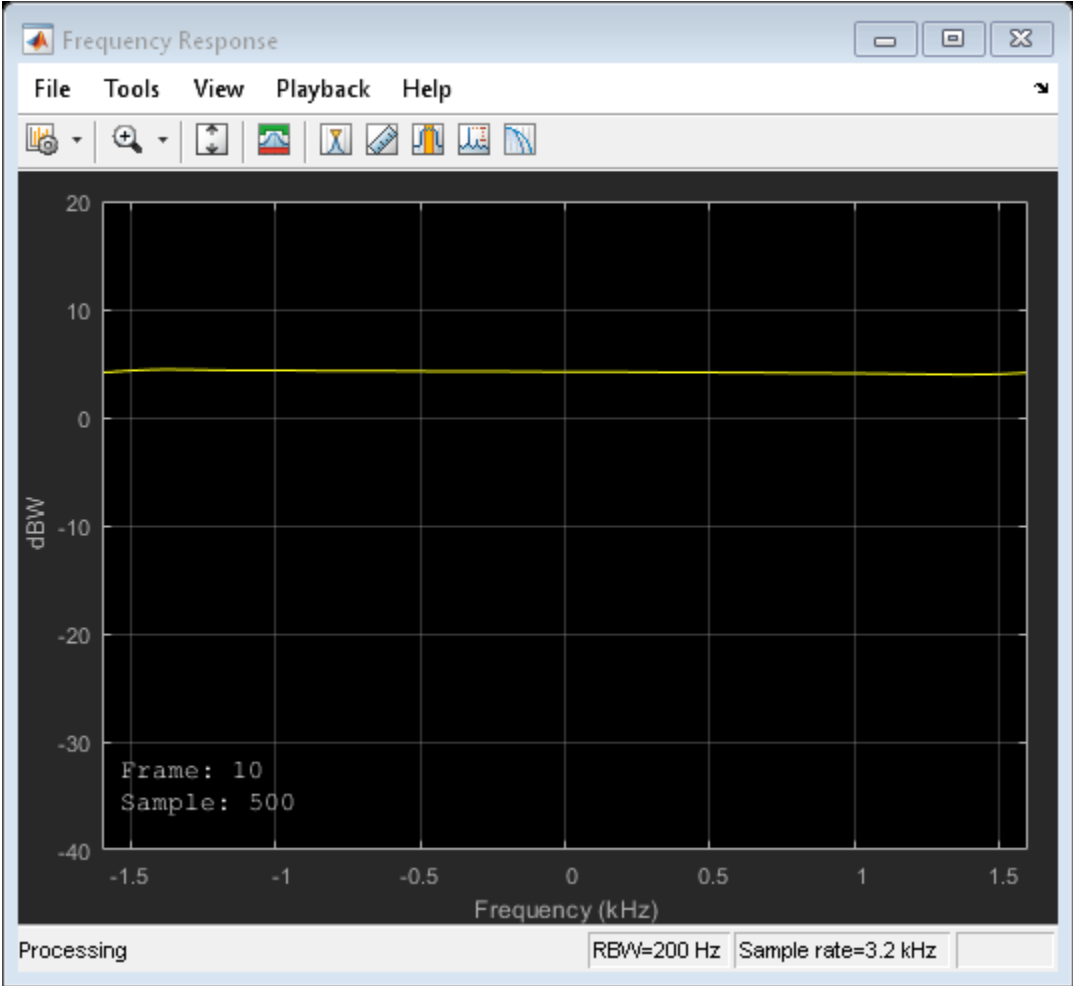 Frequency Response
File Tools View Playback Help
20
10
0
-10
-20
-30
-40
dBW
Frame: 10
Sample: 500
-1.5 -1 -0.5 0 0.5 1 1.5
Frequency (kHz)
Processing RBW=200 Hz Sample rate=3.2 kHz